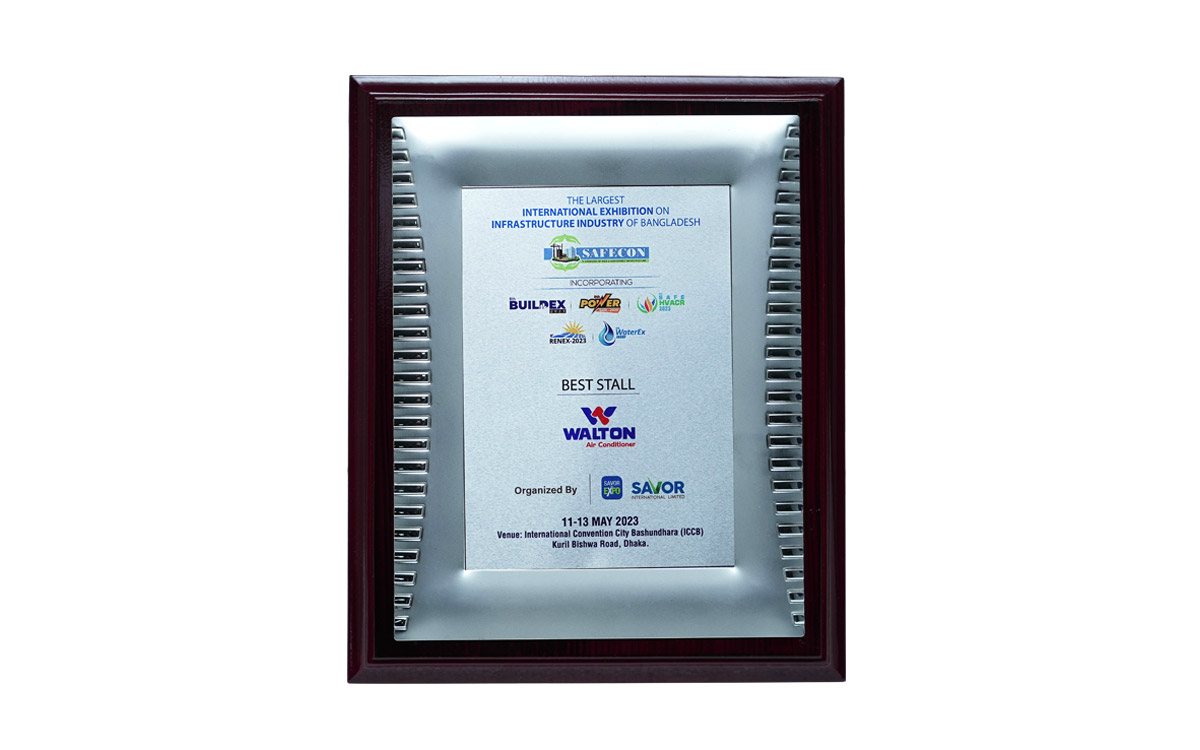 THE LARGEST
INTERNATIONAL EXHIBITION ON
INFRASTRUCTURE INDUSTRY OF BANGLADESH
SAFECON
INCORPORATING
BUILDEX
POWER
SAFE
HVACR
2023
RENEX-2023
WaterEx
BEST STALL
WALTON
Air Conditioner
Organized By
SAVOR
EXPO
SAVOR
INTERNATIONAL LIMITED
11-13 MAY 2023
Venue: International Convention City Bashundhara (ICCB)
Kuril Bishwa Road, Dhaka.